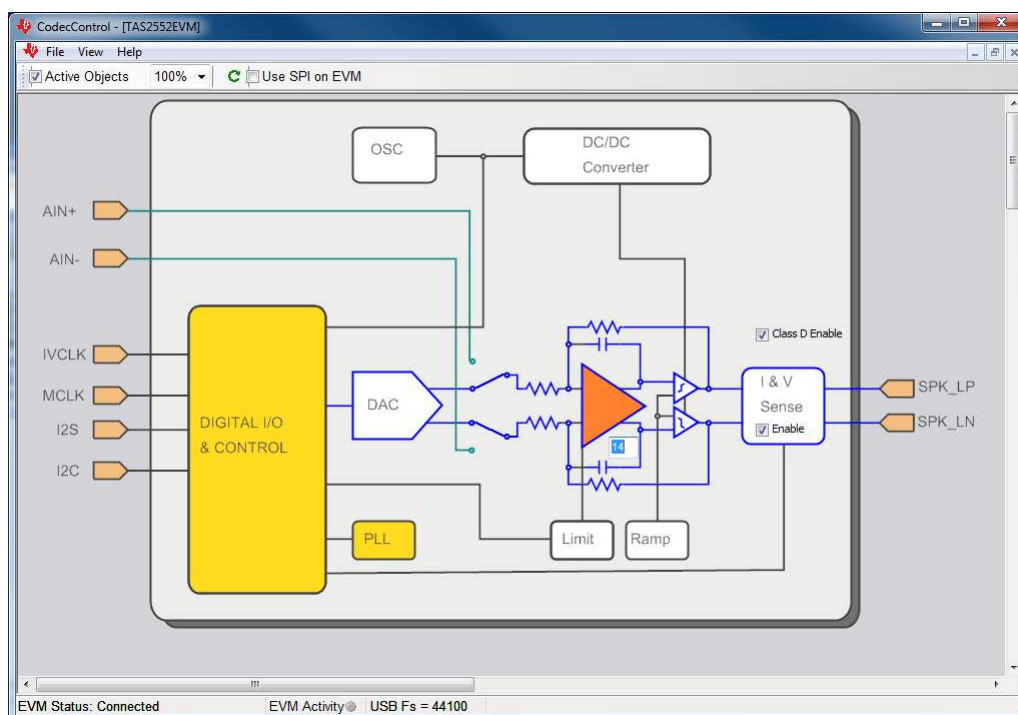 CodecControl - [TAS2552EVM]
File View Help
Active Objects 100% Use SPI on EVM
OSC
DC/DC
Converter
AIN+
AIN-
IVCLK
MCLK
I2S
I2C
DIGITAL I/O
& CONTROL
DAC
14
Class D Enable
I & V
Sense
Enable
SPK_LP
SPK_LN
PLL
Limit
Ramp
EVM Status: Connected EVM Activity USB Fs = 44100